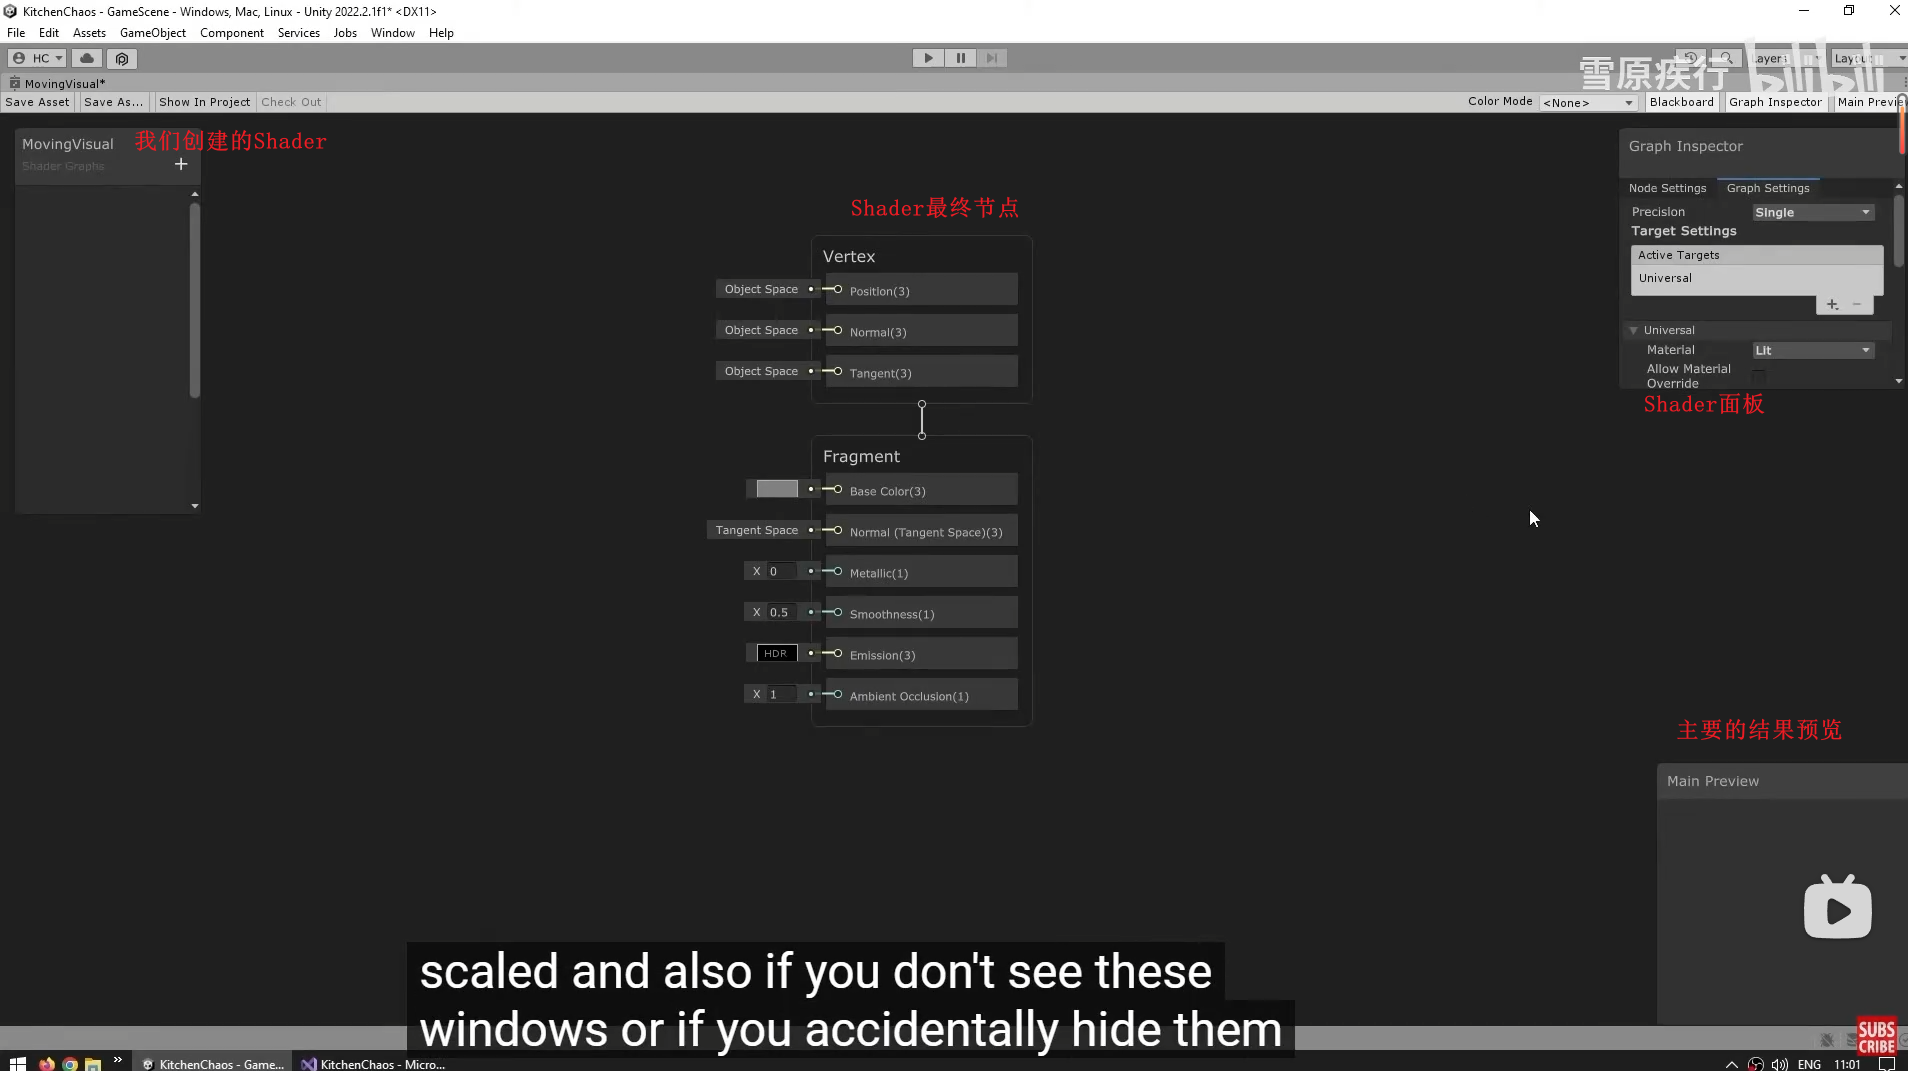 KitchenChaos - GameScene - Windows, Mac, Linux - Unity 2022.2.1f1* <DX11>
File Edit Assets GameObject Component Services Jobs Window Help
HC
Layers
雪原疾行
bilibili
MovingVisual*
Save Asset Save As... Show In Project Check Out
Color Mode <None> Blackboard Graph Inspector Main Preview
MovingVisual
Shader Graphs
我们创建的Shader
Shader最终节点
Vertex
Object Space Position(3)
Object Space Normal(3)
Object Space Tangent(3)
Fragment
Base Color(3)
Tangent Space Normal (Tangent Space)(3)
X 0 Metallic(1)
X 0.5 Smoothness(1)
HDR Emission(3)
X 1 Ambient Occlusion(1)
Graph Inspector
Node Settings Graph Settings
Precision Single
Target Settings
Active Targets
Universal
Universal
Material Lit
Allow Material
Override
Shader面板
主要的结果预览
Main Preview
scaled and also if you don't see these
windows or if you accidentally hide them
SUBS
CRIBE
KitchenChaos - Game...
KitchenChaos - Micro...
ENG 11:01